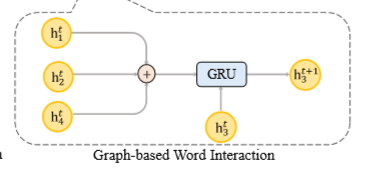 h₁ᵗ
h₂ᵗ + GRU h₃ᵗ⁺¹
h₄ᵗ
h₃ᵗ
Graph-based Word Interaction